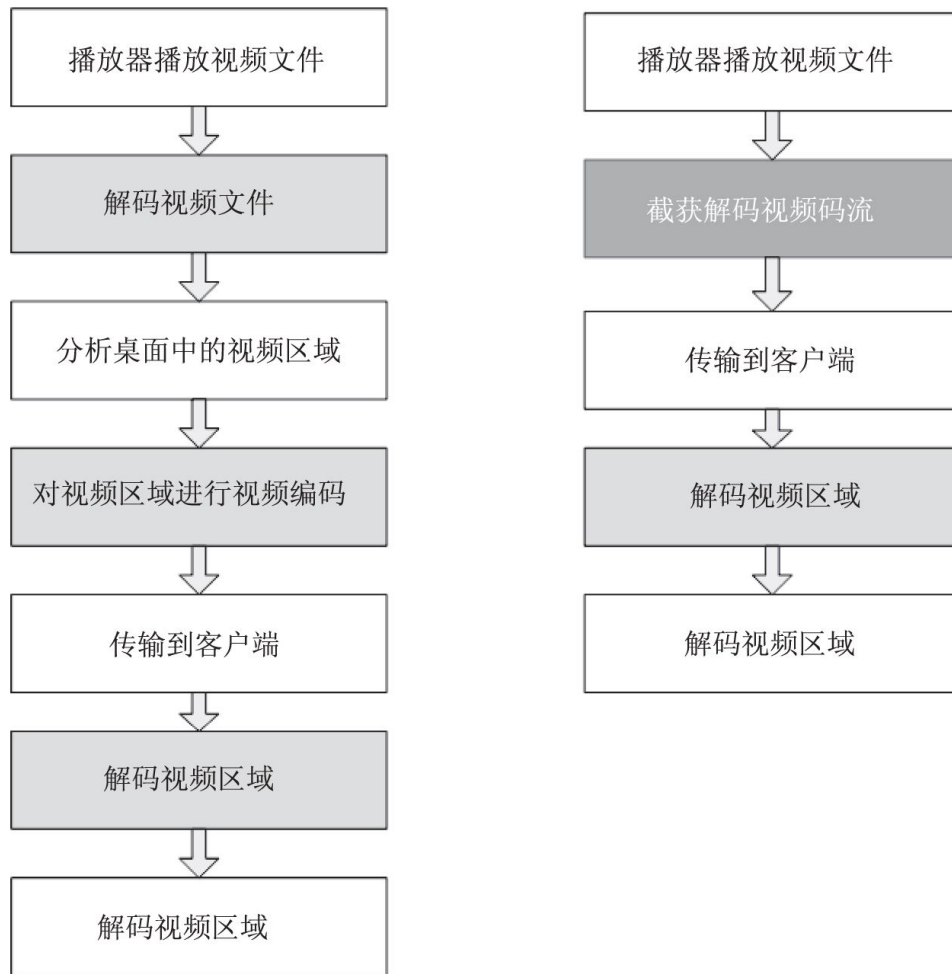 播放器播放视频文件
解码视频文件
分析桌面中的视频区域
对视频区域进行视频编码
传输到客户端
解码视频区域
解码视频区域
播放器播放视频文件
截获解码视频码流
传输到客户端
解码视频区域
解码视频区域